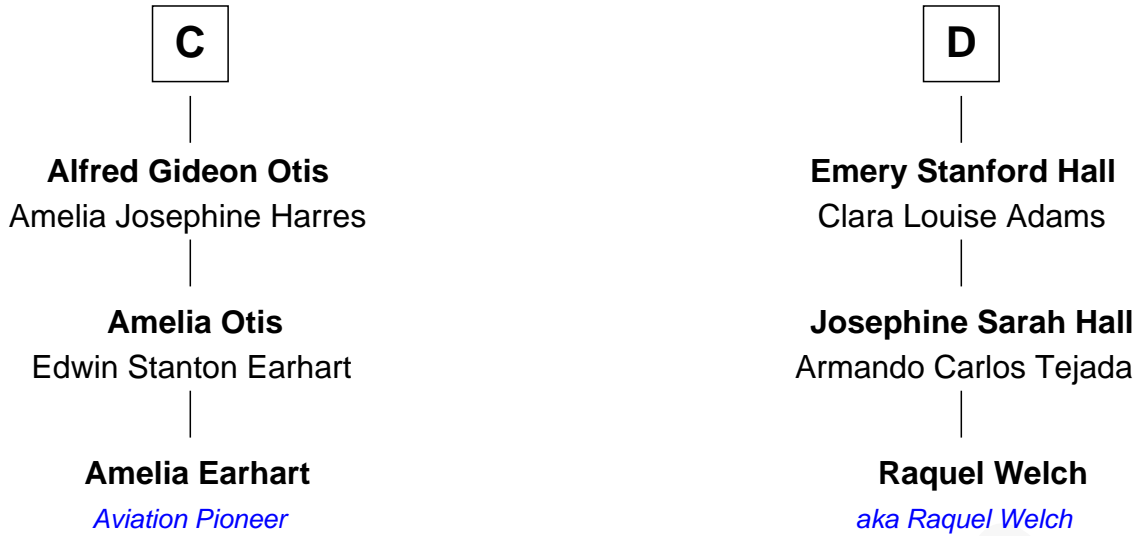 C
Alfred Gideon Otis
Amelia Josephine Harres
Amelia Otis
Edwin Stanton Earhart
Amelia Earhart
Aviation Pioneer
D
Emery Stanford Hall
Clara Louise Adams
Josephine Sarah Hall
Armando Carlos Tejada
Raquel Welch
aka Raquel Welch